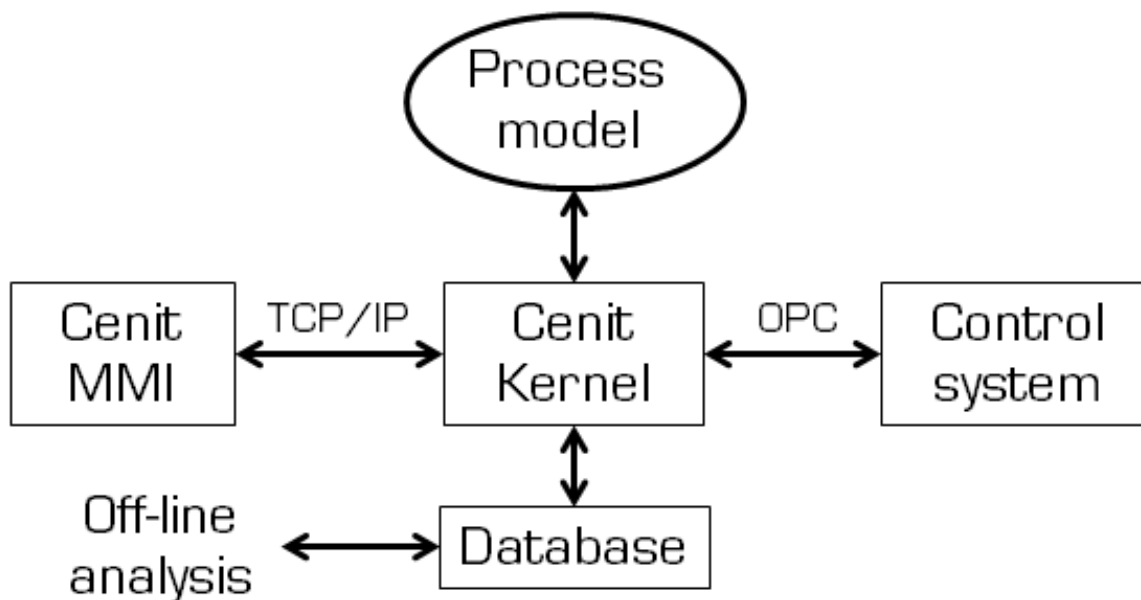 Process
model
Cenit
MMI
TCP/IP
Cenit
Kernel
OPC
Control
system
Off-line
analysis
Database